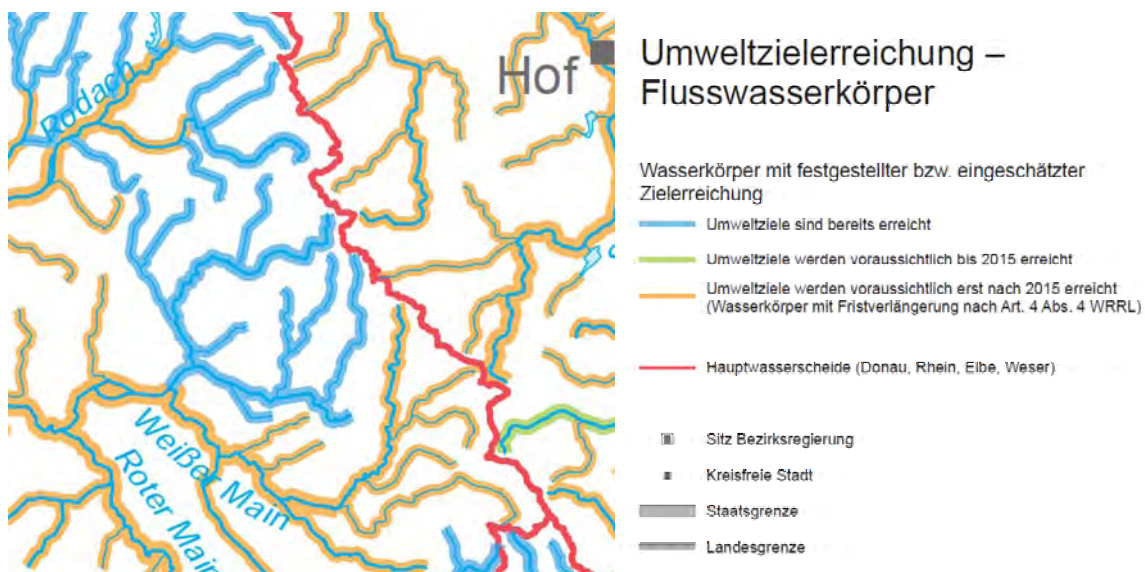 Hof
Rodach
Weißer Main
Roter Main
Umweltzielerreichung –
Flusswasserkörper
Wasserkörper mit festgestellter bzw. eingeschätzter
Zielerreichung
Umweltziele sind bereits erreicht
Umweltziele werden voraussichtlich bis 2015 erreicht
Umweltziele werden voraussichtlich erst nach 2015 erreicht
(Wasserkörper mit Fristverlängerung nach Art. 4 Abs. 4 WRRL)
Hauptwasserscheide (Donau, Rhein, Elbe, Weser)
Sitz Bezirksregierung
Kreisfreie Stadt
Staatsgrenze
Landesgrenze